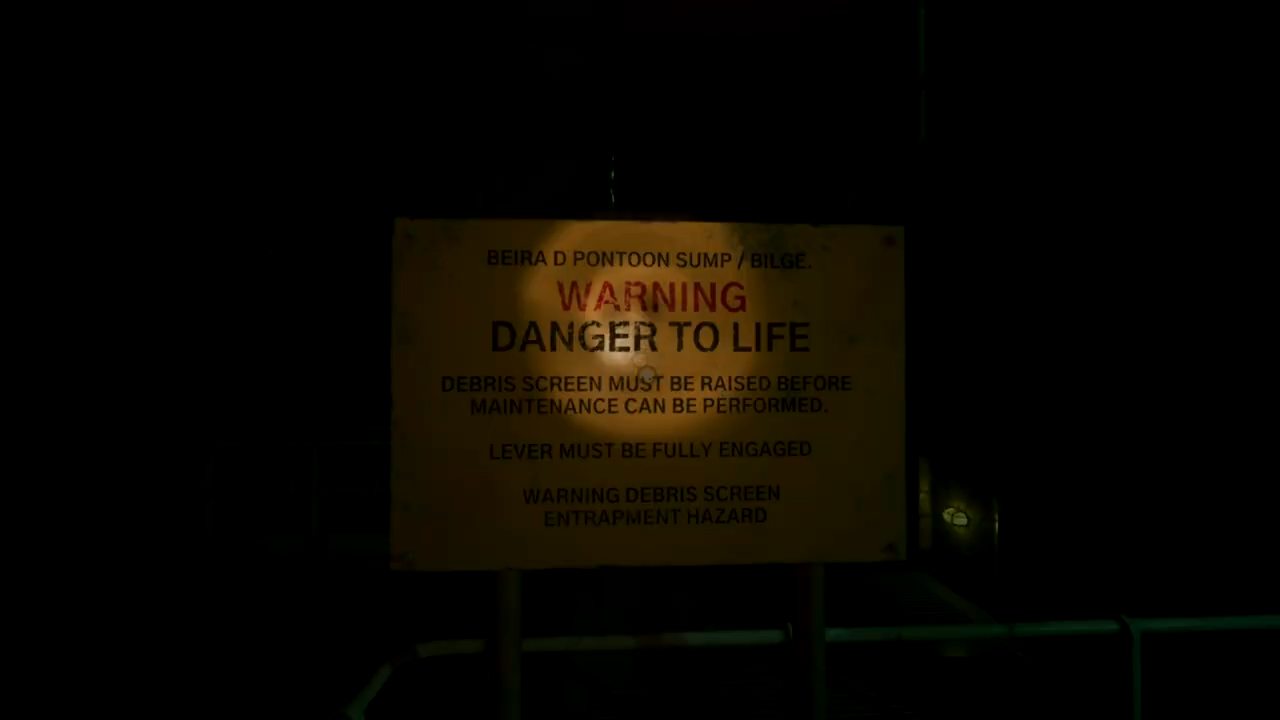 BEIRA D PONTOON SUMP / BILGE.
WARNING
DANGER TO LIFE
DEBRIS SCREEN MUST BE RAISED BEFORE
MAINTENANCE CAN BE PERFORMED.
LEVER MUST BE FULLY ENGAGED
WARNING DEBRIS SCREEN
ENTRAPMENT HAZARD